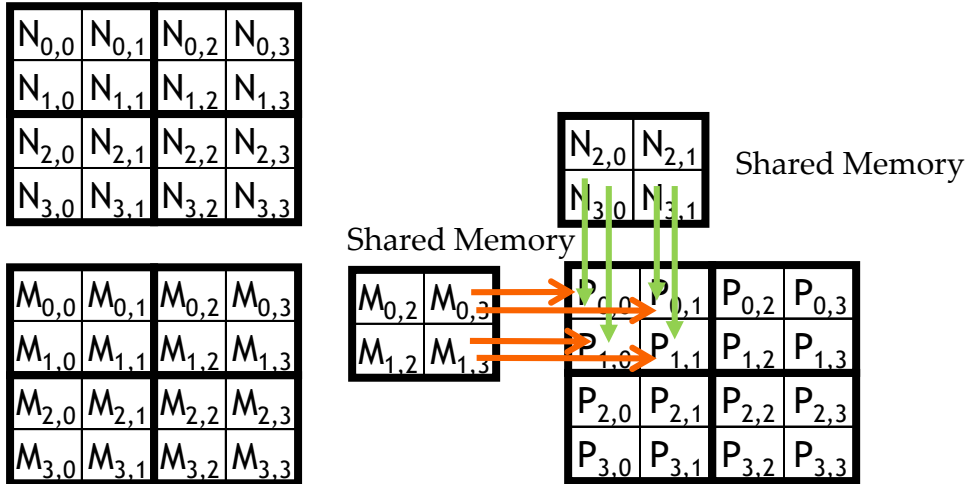 N0,0 N0,1 N0,2 N0,3
N1,0 N1,1 N1,2 N1,3
N2,0 N2,1 N2,2 N2,3
N3,0 N3,1 N3,2 N3,3
N2,0 N2,1
N3,0 N3,1
Shared Memory
Shared Memory
M0,0 M0,1 M0,2 M0,3
M1,0 M1,1 M1,2 M1,3
M2,0 M2,1 M2,2 M2,3
M3,0 M3,1 M3,2 M3,3
M0,2 M0,3
M1,2 M1,3
P0,0 P0,1 P0,2 P0,3
P1,0 P1,1 P1,2 P1,3
P2,0 P2,1 P2,2 P2,3
P3,0 P3,1 P3,2 P3,3